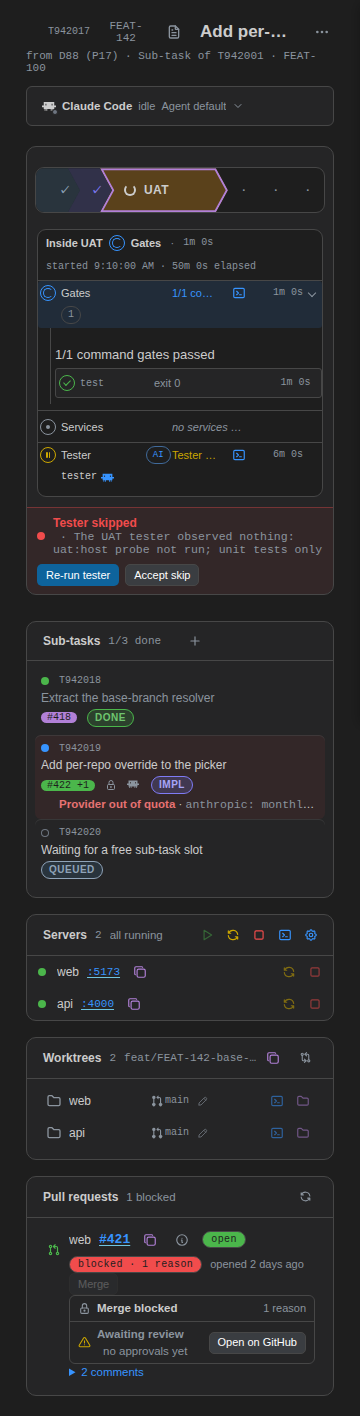 T942017 FEAT-142 Add per-…
from D88 (P17) · Sub-task of T942001 · FEAT-100
Claude Code idle Agent default
✓ ✓ UAT · · ·
Inside UAT Gates · 1m 0s
started 9:10:00 AM · 50m 0s elapsed
Gates 1/1 co… 1m 0s
1
1/1 command gates passed
test exit 0 1m 0s
Services no services …
Tester AI Tester … 6m 0s
tester
Tester skipped
· The UAT tester observed nothing:
uat:host probe not run; unit tests only
Re-run tester Accept skip
Sub-tasks 1/3 done
T942018
Extract the base-branch resolver
#418 DONE
T942019
Add per-repo override to the picker
#422 +1 IMPL
Provider out of quota · anthropic: monthl…
T942020
Waiting for a free sub-task slot
QUEUED
Servers 2 all running
web :5173
api :4000
Worktrees 2 feat/FEAT-142-base-…
web main
api main
Pull requests 1 blocked
web #421 open
blocked · 1 reason opened 2 days ago
Merge
Merge blocked 1 reason
Awaiting review
no approvals yet
Open on GitHub
2 comments